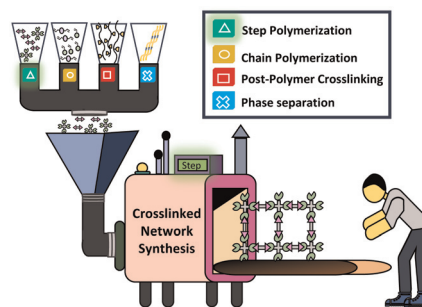 Step Polymerization
Chain Polymerization
Post-Polymer Crosslinking
Phase separation
Step
Crosslinked
Network
Synthesis